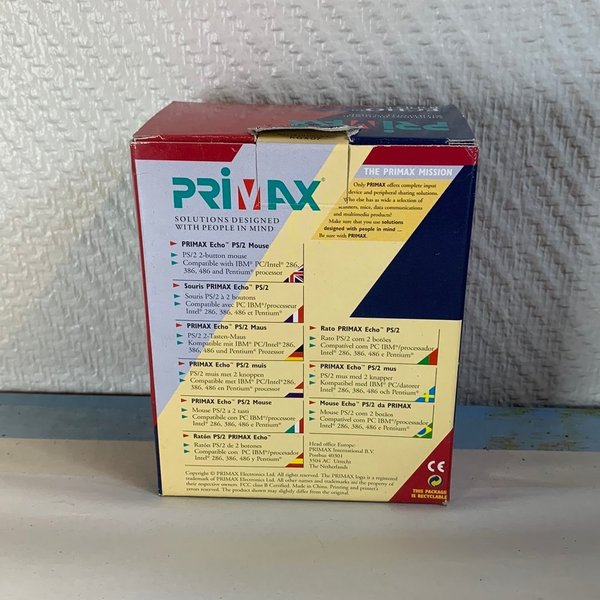 PRIMAX
PRIMAX®
SOLUTIONS DESIGNED
WITH PEOPLE IN MIND
THE PRIMAX MISSION
Only PRIMAX offers complete input
device and peripheral sharing solutions.
Who else has as wide a selection of
scanners, mice, data communications
and multimedia products?
Make sure that you use solutions
designed with people in mind ...
Be sure with PRIMAX.
PRIMAX Echo™ PS/2 Mouse
PS/2 2-button mouse
Compatible with IBM® PC/Intel® 286,
386, 486 and Pentium® processor
Souris PRIMAX Echo™ PS/2
Souris PS/2 à 2 boutons
Compatible avec PC IBM®/processeur
Intel® 286, 386, 486 et Pentium®
PRIMAX Echo™ PS/2 Maus
PS/2 2-Tasten-Maus
Kompatible mit IBM® PC/Intel® 286,
386, 486 und Pentium® Prozessor
PRIMAX Echo™ PS/2 muis
PS/2 muis met 2 knoppen
Compatibel met IBM® PC/Intel® 286,
386, 486 en Pentium® processor
PRIMAX Echo™ PS/2 Mouse
Mouse PS/2 a 2 tasti
Compatibile con PC IBM®/processore
Intel® 286, 386, 486 e Pentium®
Ratón PS/2 PRIMAX Echo™
Ratón PS/2 de 2 botones
Compatible con PC IBM®/procesador
Intel® 286, 386, 486 y Pentium®
Rato PRIMAX Echo™ PS/2
Rato PS/2 com 2 botões
Compatível com PC IBM®/processador
Intel® 286, 386, 486 e Pentium®
PRIMAX Echo™ PS/2 mus
PS/2 mus med 2 knappar
Kompatibel med IBM® PC/datorer
Intel® 286, 386, 486 och Pentium®
Mouse Echo™ PS/2 da PRIMAX
Mouse PS/2 com 2 botões
Compatível com PC IBM®/processador
Intel® 286, 386, 486 e Pentium®
Head office Europe:
PRIMAX International B.V.
Postbus 40301
3504 AC Utrecht
The Netherlands
Copyright © PRIMAX Electronics Ltd. All rights reserved. The PRIMAX logo is a registered
trademark of PRIMAX Electronics Ltd. All other names and trademarks are the property of
their respective owners. FCC class B Certified. Made in China. Printing and printer's
errors reserved. The product shown may slightly differ from the original.
CE
THIS PACKAGE
IS RECYCLABLE